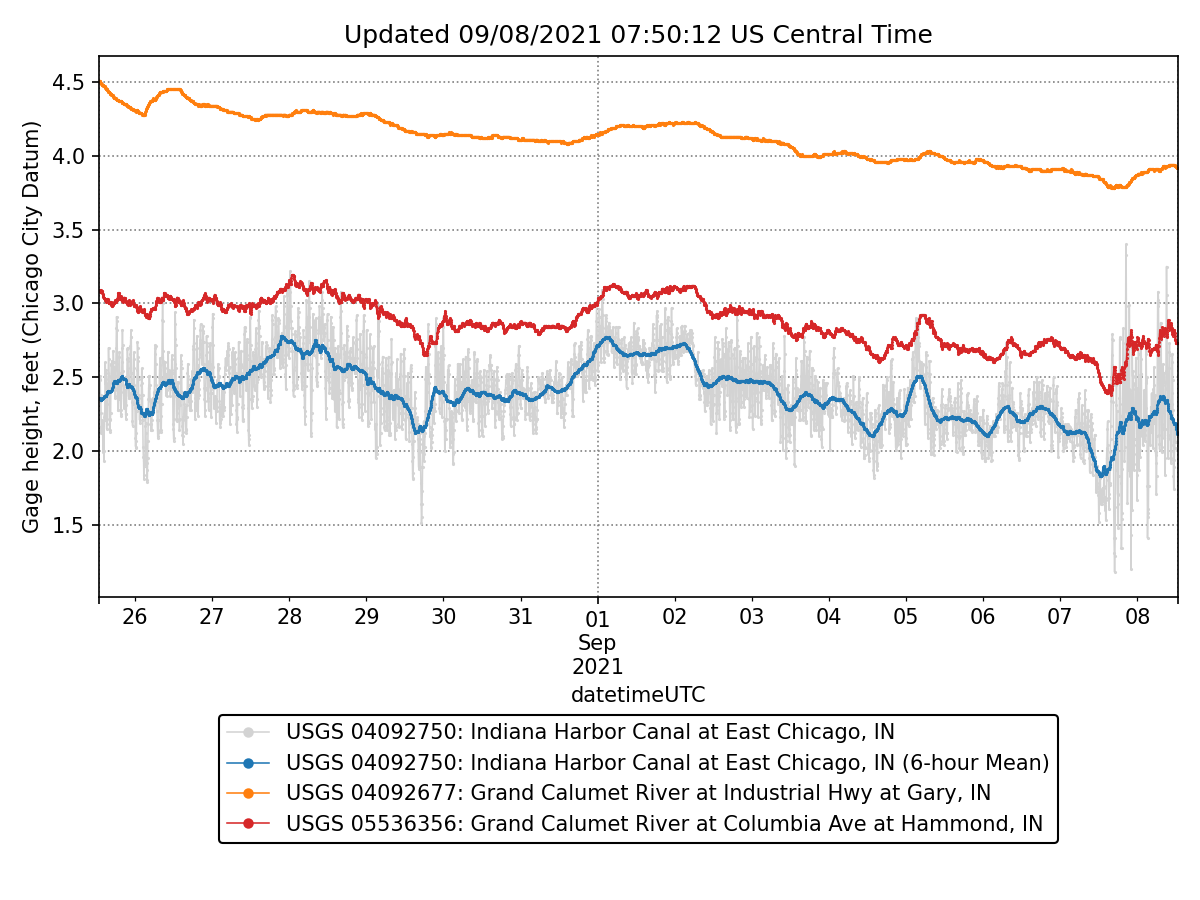 Updated 09/08/2021 07:50:12 US Central Time
Gage height, feet (Chicago City Datum)
4.5
4.0
3.5
3.0
2.5
2.0
1.5
26 27 28 29 30 31 01 02 03 04 05 06 07 08
Sep
2021
datetimeUTC
USGS 04092750: Indiana Harbor Canal at East Chicago, IN
USGS 04092750: Indiana Harbor Canal at East Chicago, IN (6-hour Mean)
USGS 04092677: Grand Calumet River at Industrial Hwy at Gary, IN
USGS 05536356: Grand Calumet River at Columbia Ave at Hammond, IN